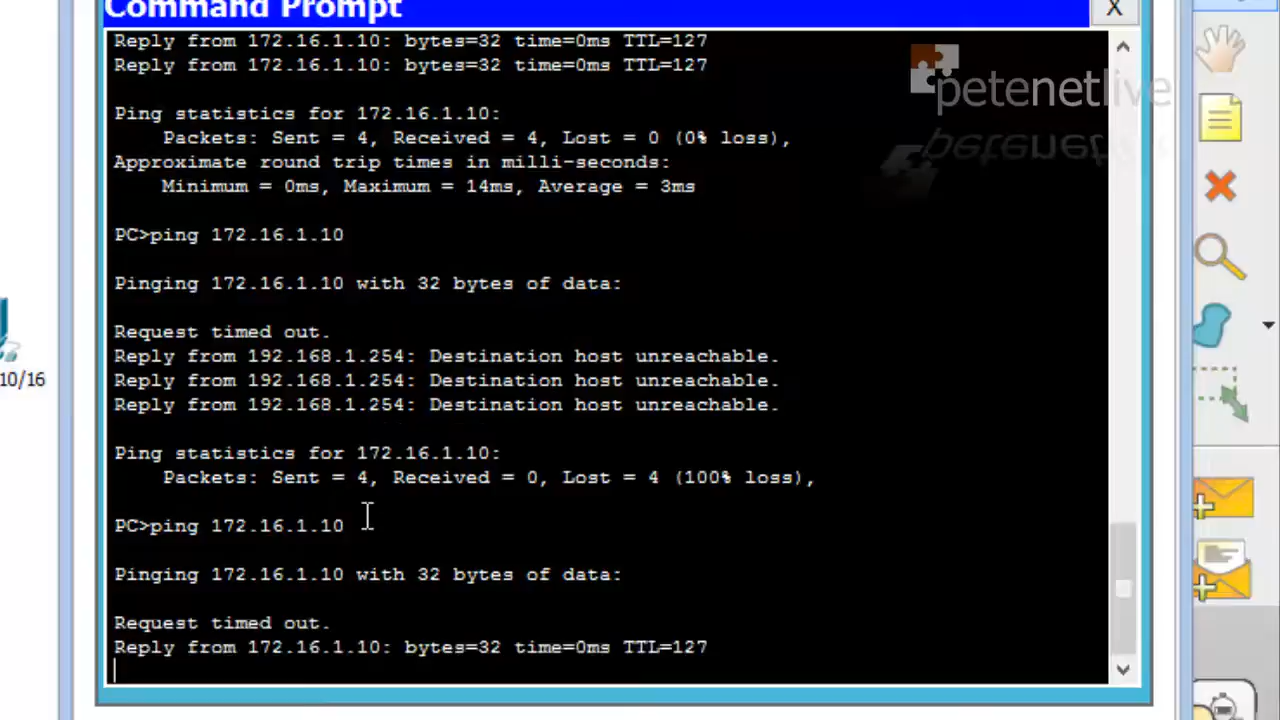 Command Prompt
X
Reply from 172.16.1.10: bytes=32 time=0ms TTL=127
Reply from 172.16.1.10: bytes=32 time=0ms TTL=127
petenetlive
Ping statistics for 172.16.1.10:
Packets: Sent = 4, Received = 4, Lost = 0 (0% loss),
Approximate round trip times in milli-seconds:
Minimum = 0ms, Maximum = 14ms, Average = 3ms
PC>ping 172.16.1.10
Pinging 172.16.1.10 with 32 bytes of data:
Request timed out.
Reply from 192.168.1.254: Destination host unreachable.
Reply from 192.168.1.254: Destination host unreachable.
Reply from 192.168.1.254: Destination host unreachable.
10/16
Ping statistics for 172.16.1.10:
Packets: Sent = 4, Received = 0, Lost = 4 (100% loss),
PC>ping 172.16.1.10
Pinging 172.16.1.10 with 32 bytes of data:
Request timed out.
Reply from 172.16.1.10: bytes=32 time=0ms TTL=127